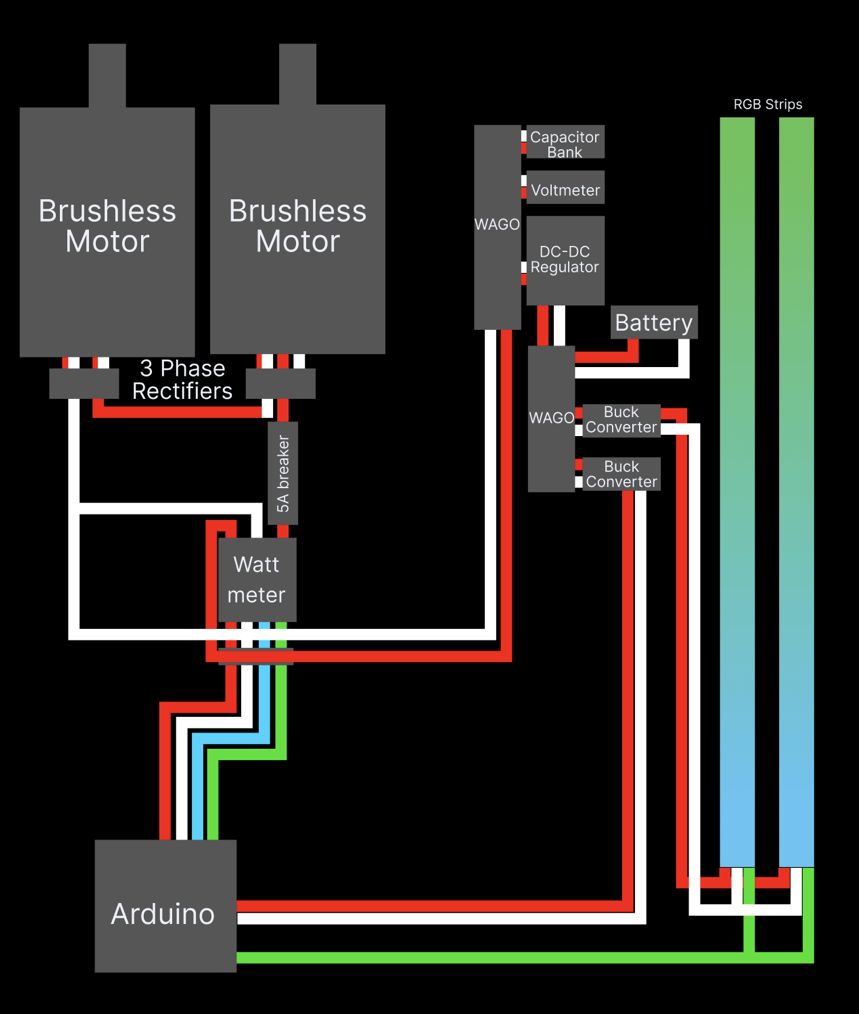 RGB Strips
Capacitor
Bank
Voltmeter
WAGO
DC-DC
Regulator
Brushless
Motor
Brushless
Motor
Battery
3 Phase
Rectifiers
WAGO
Buck
Converter
Buck
Converter
5A breaker
Watt
meter
Arduino